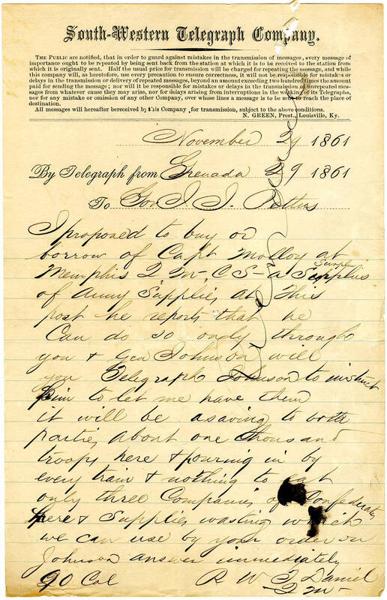 South-Western Telegraph Company.
THE PUBLIC are notified, that in order to guard against mistakes in the transmission of messages, every message of
importance ought to be repeated by being sent back from the station at which it is to be received to the station from
which it is originally sent. Half the usual price for transmission will be charged for repeating the message, and while
this Company will, as heretofore, use every precaution to ensure correctness, it will not be responsible for mistakes or
delays in the transmission or delivery of repeated messages, beyond an amount exceeding two hundred times the amount
paid for sending the message; nor will it be responsible for mistakes or delays in the transmission of unrepeated mes-
sages from whatever cause they may arise, nor for delays arising from interruptions in the working of its Telegraphs,
nor for any mistake or omission of any other Company, over whose lines a message is to be sent to reach the place of
destination.
All messages will hereafter be received by this Company for transmission, subject to the above conditions.
N. GREEN, Prest., Louisville, Ky.
November 29 1861
By Telegraph from Grenada 29 1861
To Gov J. J. Pettus
I proposed to buy or
borrow of Capt Molloy at
Memphis Q M C S a Surplus
of Army Supplies at this
post he reports that he
Can do so only through
you & Gen Johnson will
you Telegraph Johnson to instruct
him to let me have them
it will be a saving to both
parties about one thousand
troops here & pouring in by
every train & nothing to eat
only three Companies of Confederates
here & Supplies wasting which
we can use by your order on
Johnson answer immediately
90 Col R W T Daniel
Q M